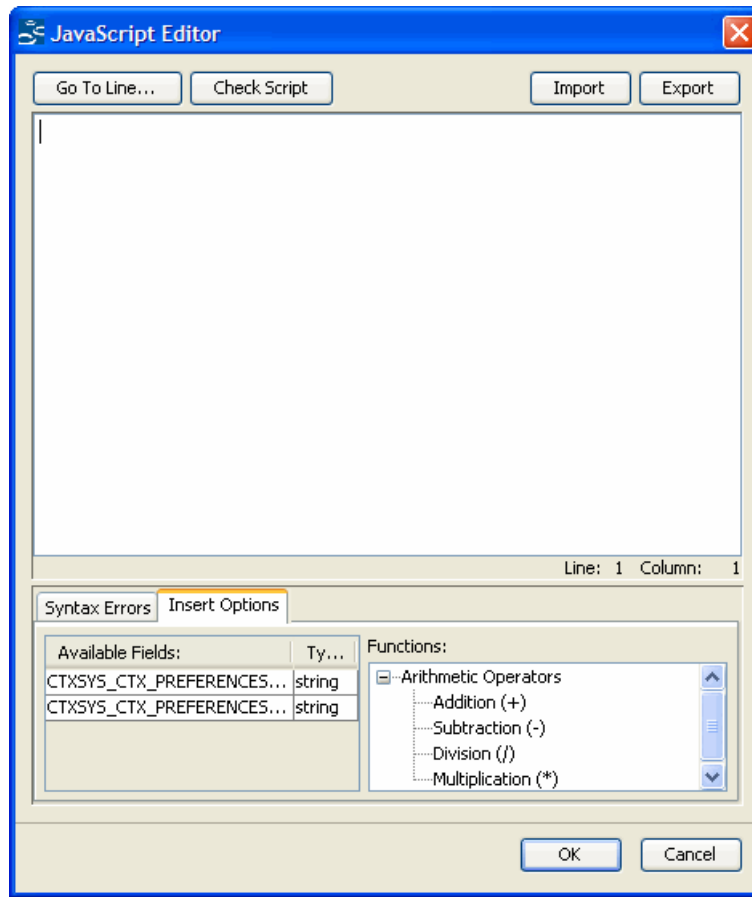 JavaScript Editor
Go To Line... Check Script Import Export
Line: 1 Column: 1
Syntax Errors Insert Options
Available Fields: Ty... Functions:
CTXSYS_CTX_PREFERENCES... string
CTXSYS_CTX_PREFERENCES... string
Arithmetic Operators
Addition (+)
Subtraction (-)
Division (/)
Multiplication (*)
OK Cancel